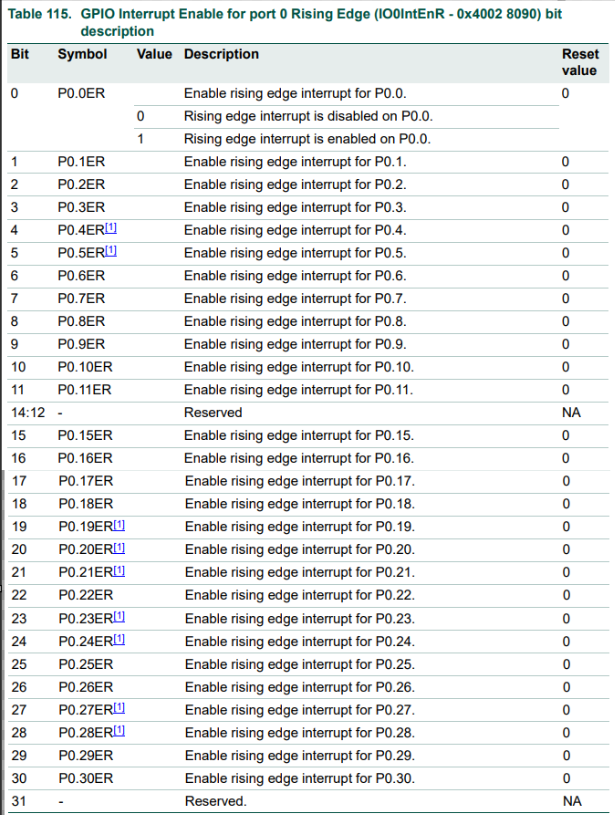 Table 115. GPIO Interrupt Enable for port 0 Rising Edge (IO0IntEnR - 0x4002 8090) bit
description
Bit Symbol Value Description Reset
value
0 P0.0ER Enable rising edge interrupt for P0.0. 0
0 Rising edge interrupt is disabled on P0.0.
1 Rising edge interrupt is enabled on P0.0.
1 P0.1ER Enable rising edge interrupt for P0.1. 0
2 P0.2ER Enable rising edge interrupt for P0.2. 0
3 P0.3ER Enable rising edge interrupt for P0.3. 0
4 P0.4ER[1] Enable rising edge interrupt for P0.4. 0
5 P0.5ER[1] Enable rising edge interrupt for P0.5. 0
6 P0.6ER Enable rising edge interrupt for P0.6. 0
7 P0.7ER Enable rising edge interrupt for P0.7. 0
8 P0.8ER Enable rising edge interrupt for P0.8. 0
9 P0.9ER Enable rising edge interrupt for P0.9. 0
10 P0.10ER Enable rising edge interrupt for P0.10. 0
11 P0.11ER Enable rising edge interrupt for P0.11. 0
14:12 - Reserved NA
15 P0.15ER Enable rising edge interrupt for P0.15. 0
16 P0.16ER Enable rising edge interrupt for P0.16. 0
17 P0.17ER Enable rising edge interrupt for P0.17. 0
18 P0.18ER Enable rising edge interrupt for P0.18. 0
19 P0.19ER[1] Enable rising edge interrupt for P0.19. 0
20 P0.20ER[1] Enable rising edge interrupt for P0.20. 0
21 P0.21ER[1] Enable rising edge interrupt for P0.21. 0
22 P0.22ER Enable rising edge interrupt for P0.22. 0
23 P0.23ER[1] Enable rising edge interrupt for P0.23. 0
24 P0.24ER[1] Enable rising edge interrupt for P0.24. 0
25 P0.25ER Enable rising edge interrupt for P0.25. 0
26 P0.26ER Enable rising edge interrupt for P0.26. 0
27 P0.27ER[1] Enable rising edge interrupt for P0.27. 0
28 P0.28ER[1] Enable rising edge interrupt for P0.28. 0
29 P0.29ER Enable rising edge interrupt for P0.29. 0
30 P0.30ER Enable rising edge interrupt for P0.30. 0
31 - Reserved. NA